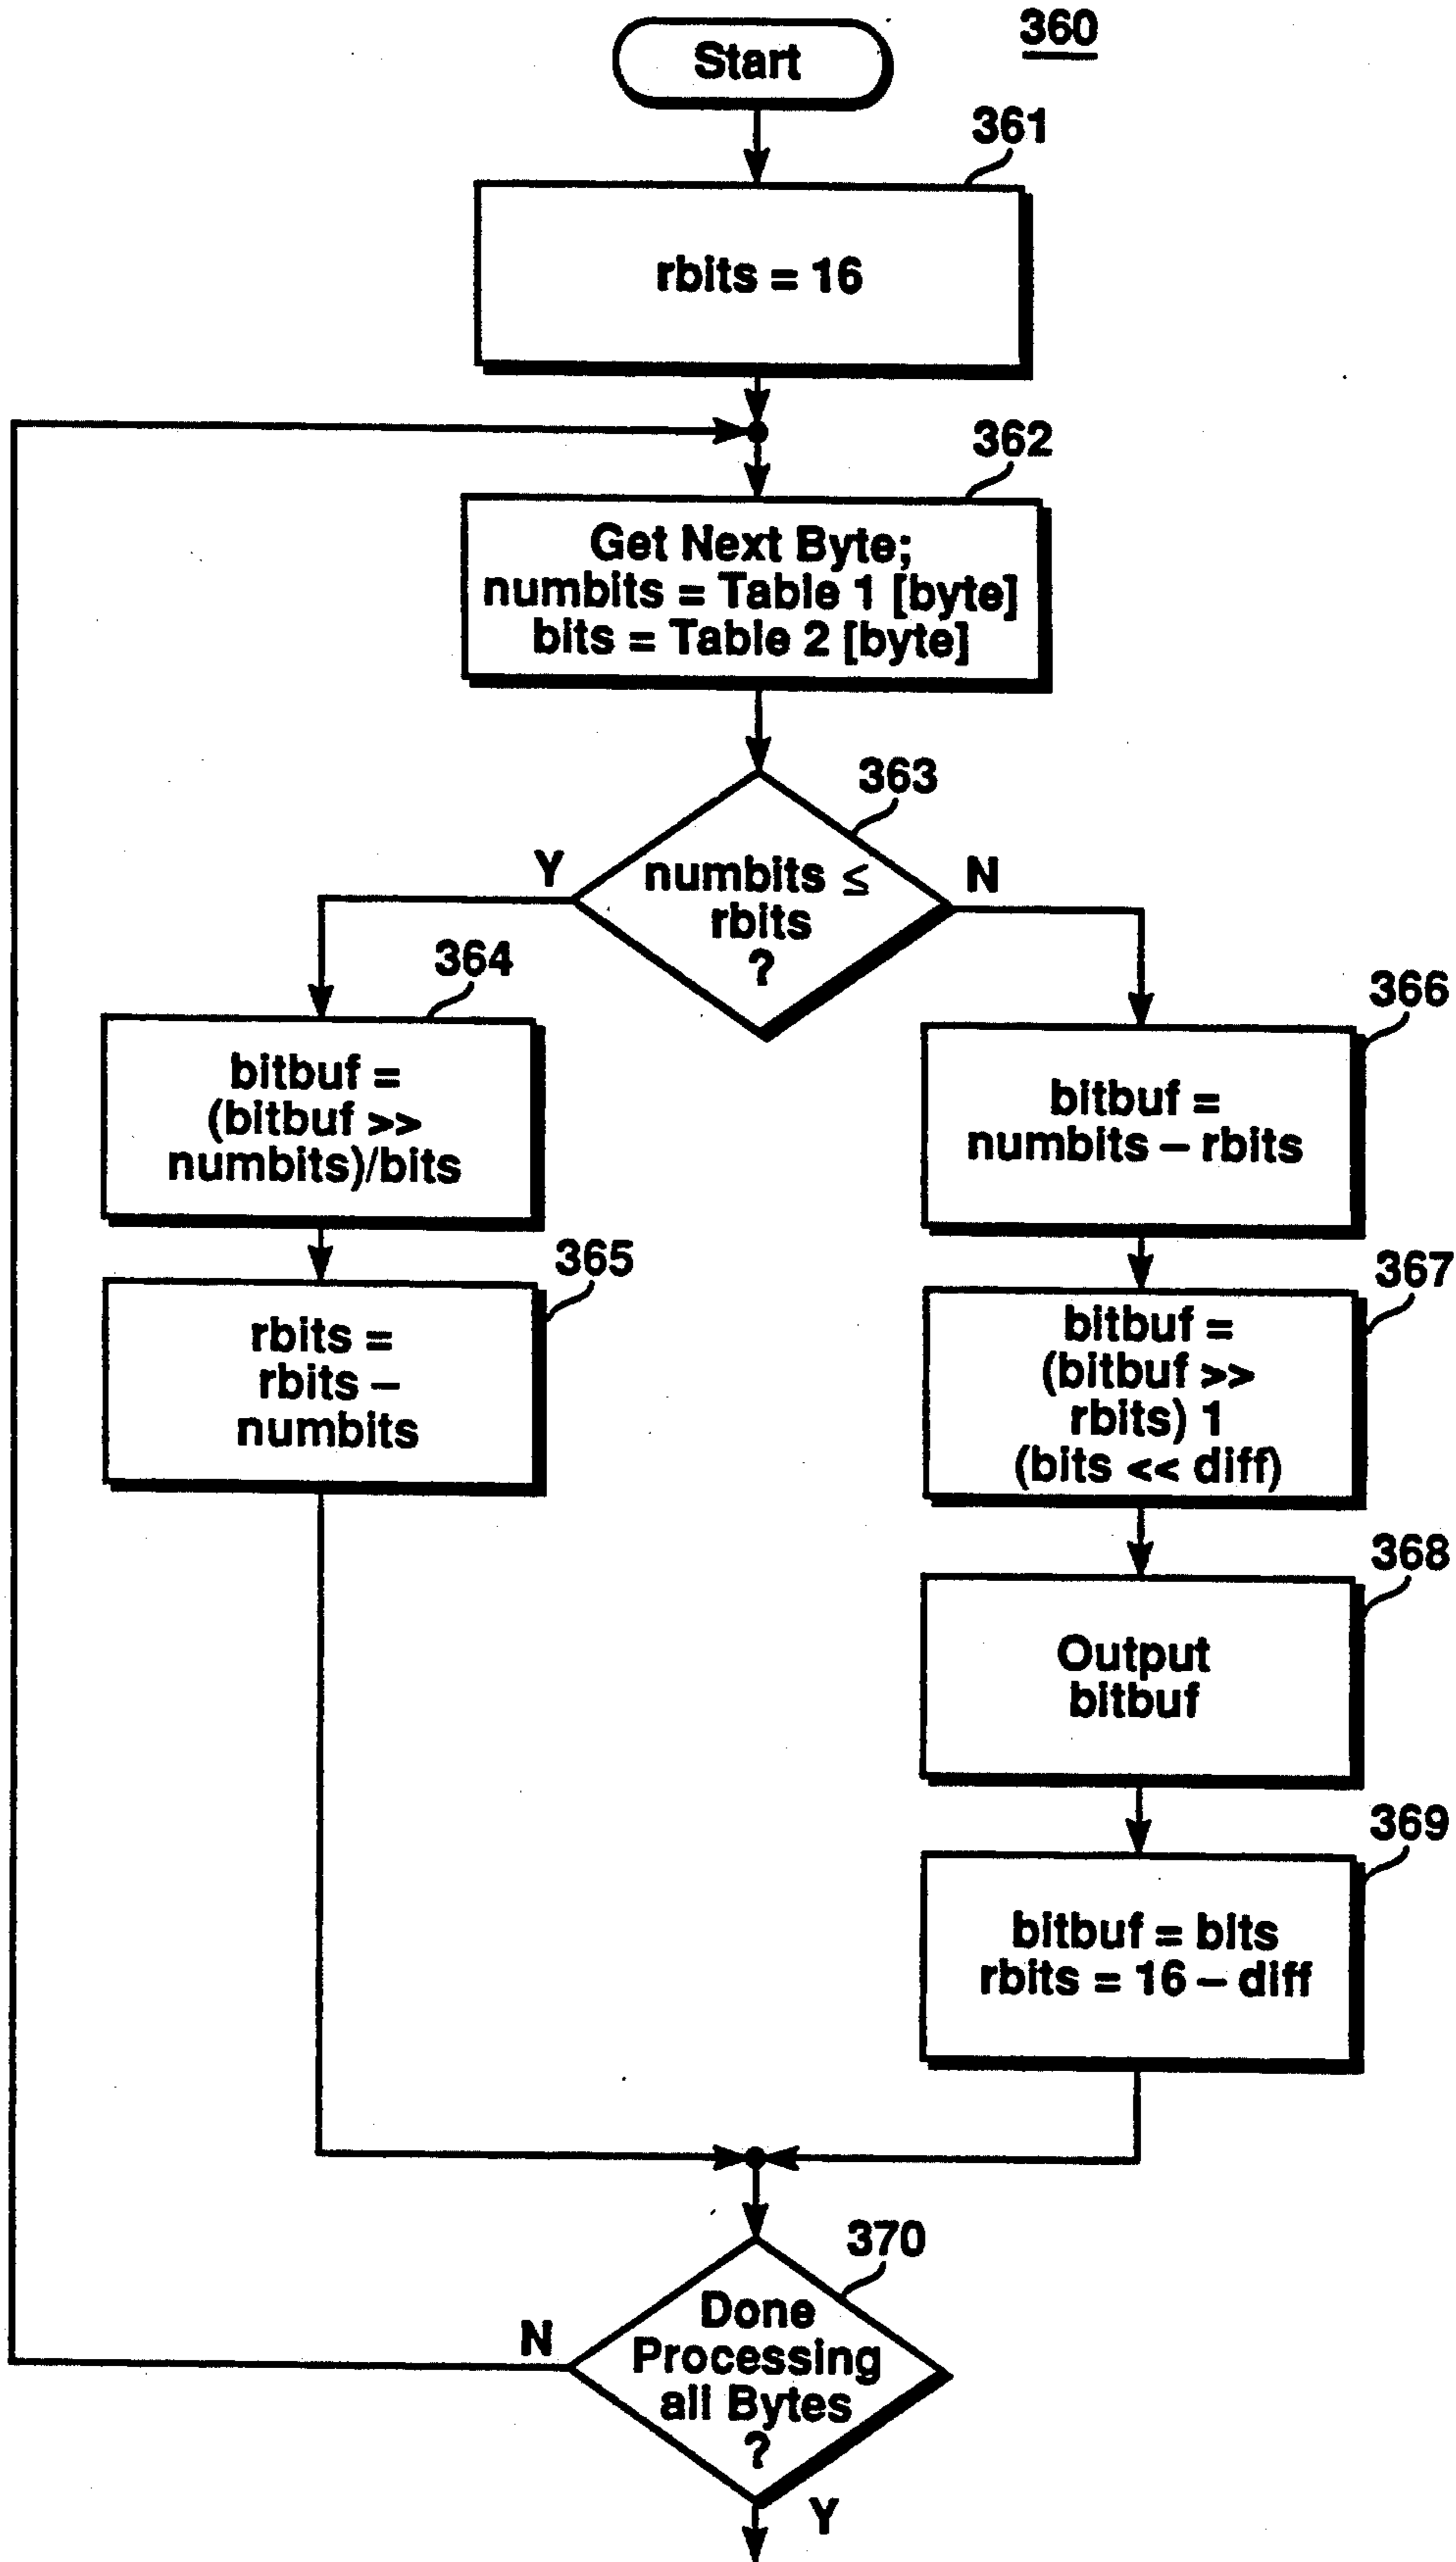 360
Start
361
rbits = 16
362
Get Next Byte;
numbits = Table 1 [byte]
bits = Table 2 [byte]
363
numbits ≤
rbits
?
Y
N
364
bitbuf =
(bitbuf >>
numbits)/bits
365
rbits =
rbits –
numbits
366
bitbuf =
numbits – rbits
367
bitbuf =
(bitbuf >>
rbits) 1
(bits << diff)
368
Output
bitbuf
369
bitbuf = bits
rbits = 16 – diff
370
Done
Processing
all Bytes
?
N
Y